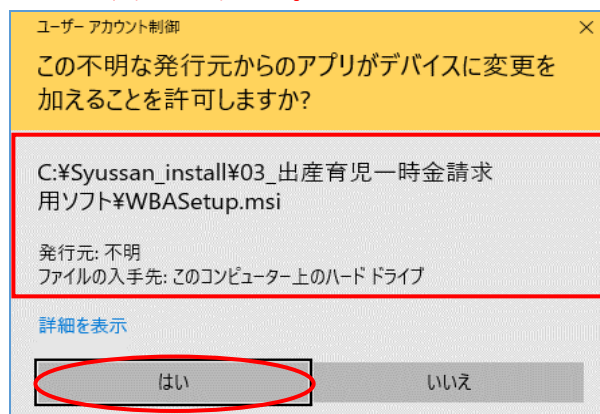 ユーザー アカウント制御
この不明な発行元からのアプリがデバイスに変更を
加えることを許可しますか?
C:¥Syussan_install¥03_出産育児一時金請求
用ソフト¥WBASetup.msi
発行元: 不明
ファイルの入手先: このコンピューター上のハード ドライブ
詳細を表示
はい
いいえ